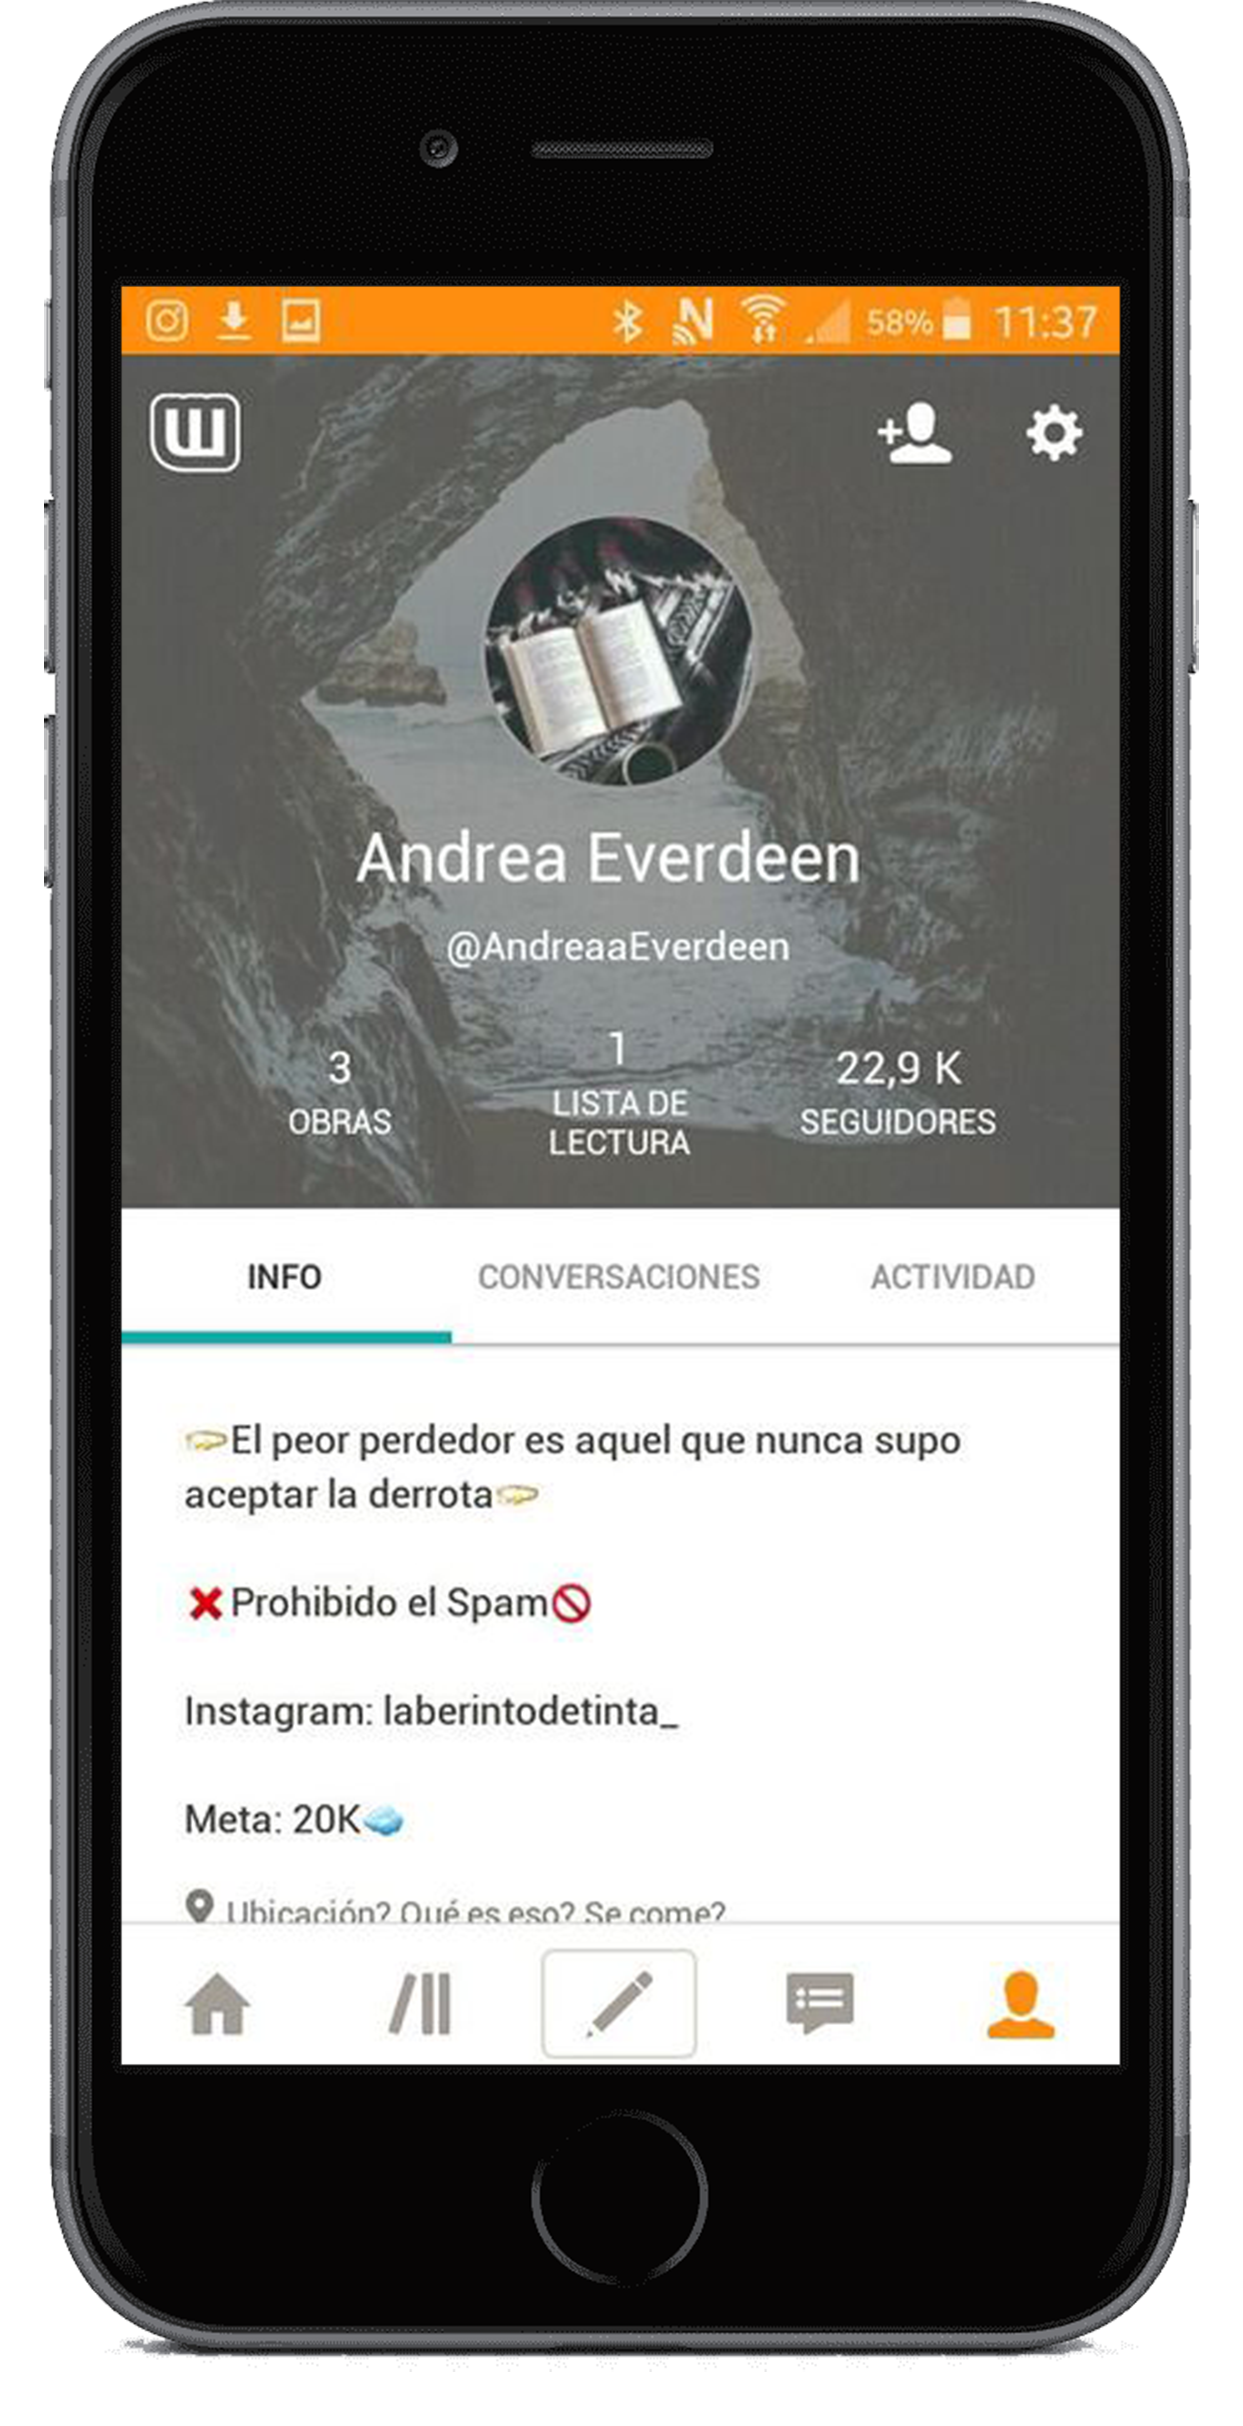 58% 11:37
Andrea Everdeen
@AndreaaEverdeen
3 OBRAS
1 LISTA DE
LECTURA
22,9 K SEGUIDORES
INFO CONVERSACIONES ACTIVIDAD
💫El peor perdedor es aquel que nunca supo
aceptar la derrota💫
❌Prohibido el Spam🚫
Instagram: laberintodetinta_
Meta: 20K
Ubicación? Qué es eso? Se come?